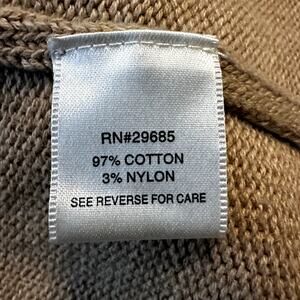 RN#29685
97% COTTON
3% NYLON
SEE REVERSE FOR CARE